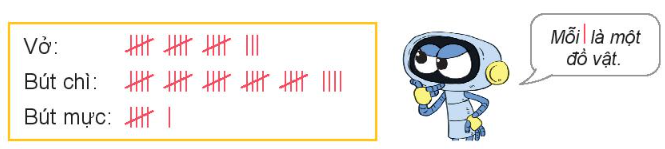 Vở:
Bút chì:
Bút mực:
Mỗi | là một
đồ vật.